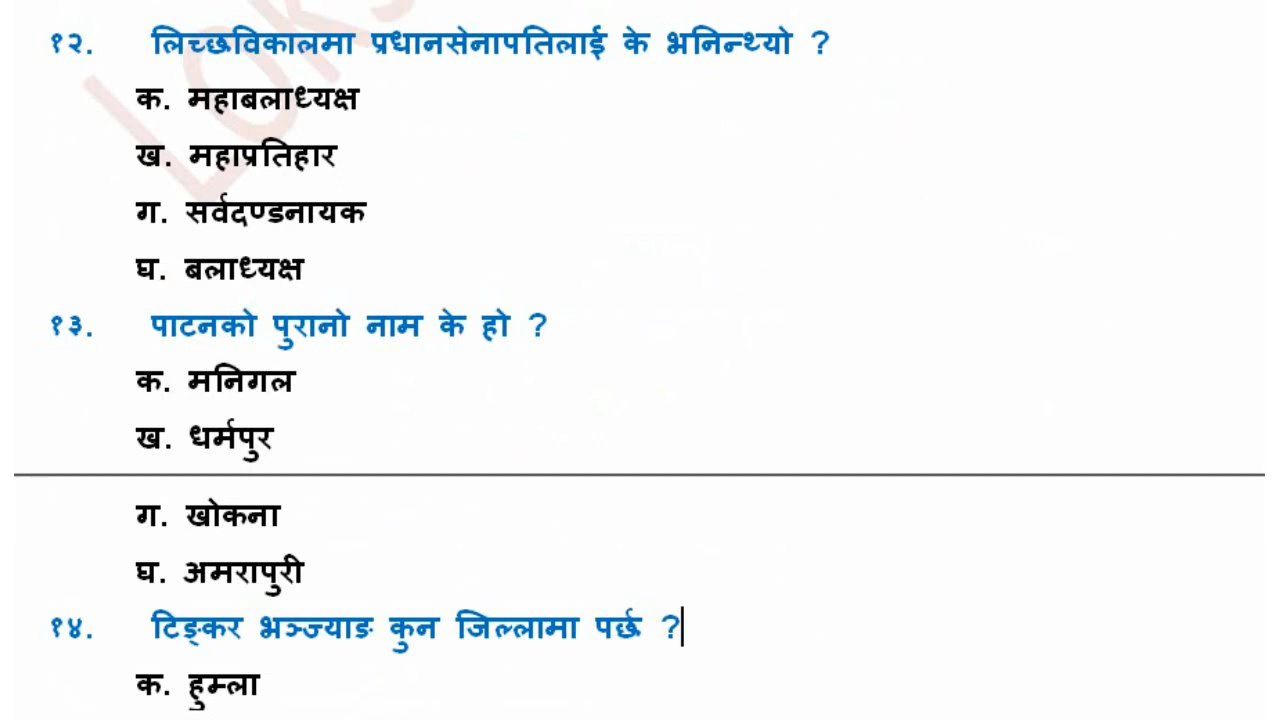 LOKS
१२. लिच्छविकालमा प्रधानसेनापतिलाई के भनिन्थ्यो ?
क. महाबलाध्यक्ष
ख. महाप्रतिहार
ग. सर्वदण्डनायक
घ. बलाध्यक्ष
१३. पाटनको पुरानो नाम के हो ?
क. मनिगल
ख. धर्मपुर
ग. खोकना
घ. अमरापुरी
१४. टिङ्कर भञ्ज्याङ कुन जिल्लामा पर्छ ?
क. हुम्ला